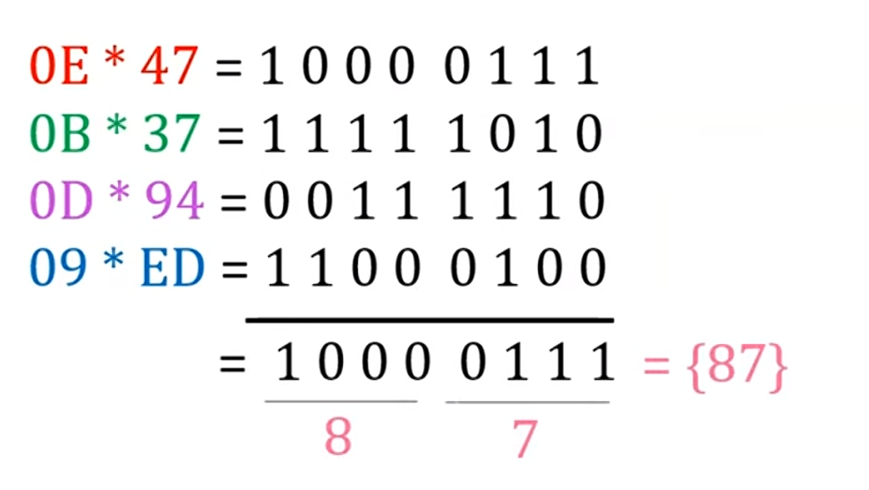 0E * 47 = 1 0 0 0 0 1 1 1
0B * 37 = 1 1 1 1 1 0 1 0
0D * 94 = 0 0 1 1 1 1 1 0
09 * ED = 1 1 0 0 0 1 0 0
= 1 0 0 0 0 1 1 1 = {87}
8 7